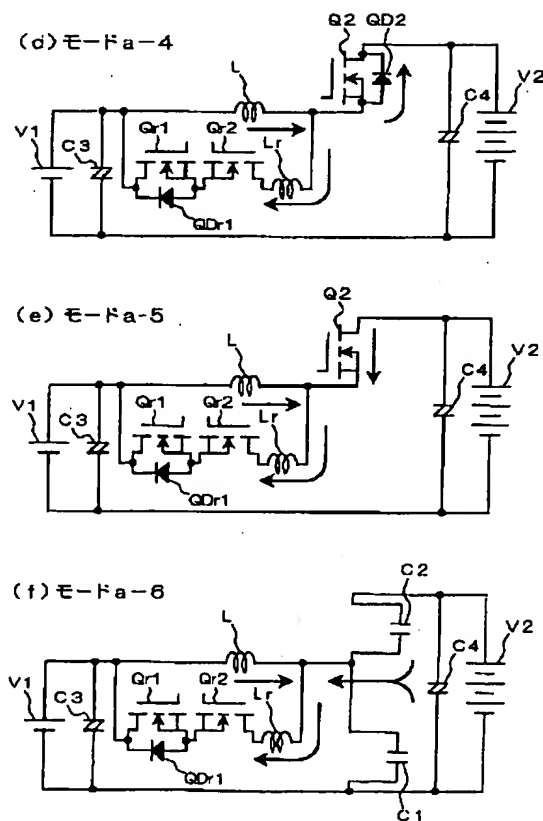 (d) モードa-4
Q2 QD2
L
V2
V1 C3 Qr1 Qr2 Lr C4
QDr1
(e) モードa-5
Q2
L
V2
V1 C3 Qr1 Qr2 Lr C4
QDr1
(f) モードa-6
C2
L
V2
V1 C3 Qr1 Qr2 Lr C4
QDr1
C1